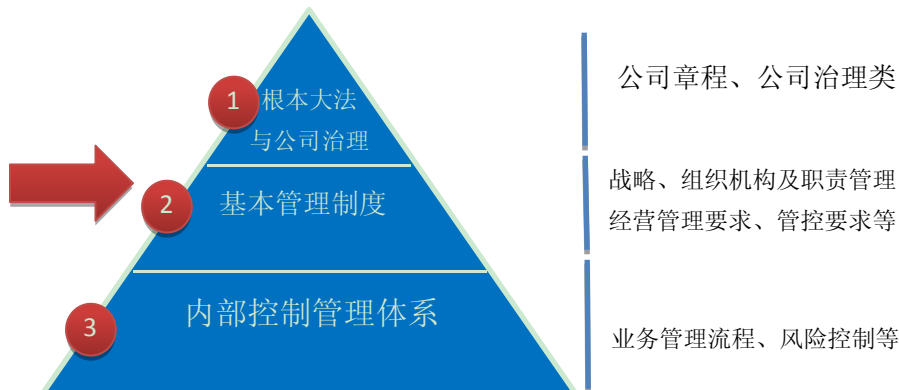 1
根本大法
与公司治理
公司章程、公司治理类
2
基本管理制度
战略、组织机构及职责管理
经营管理要求、管控要求等
3
内部控制管理体系
业务管理流程、风险控制等